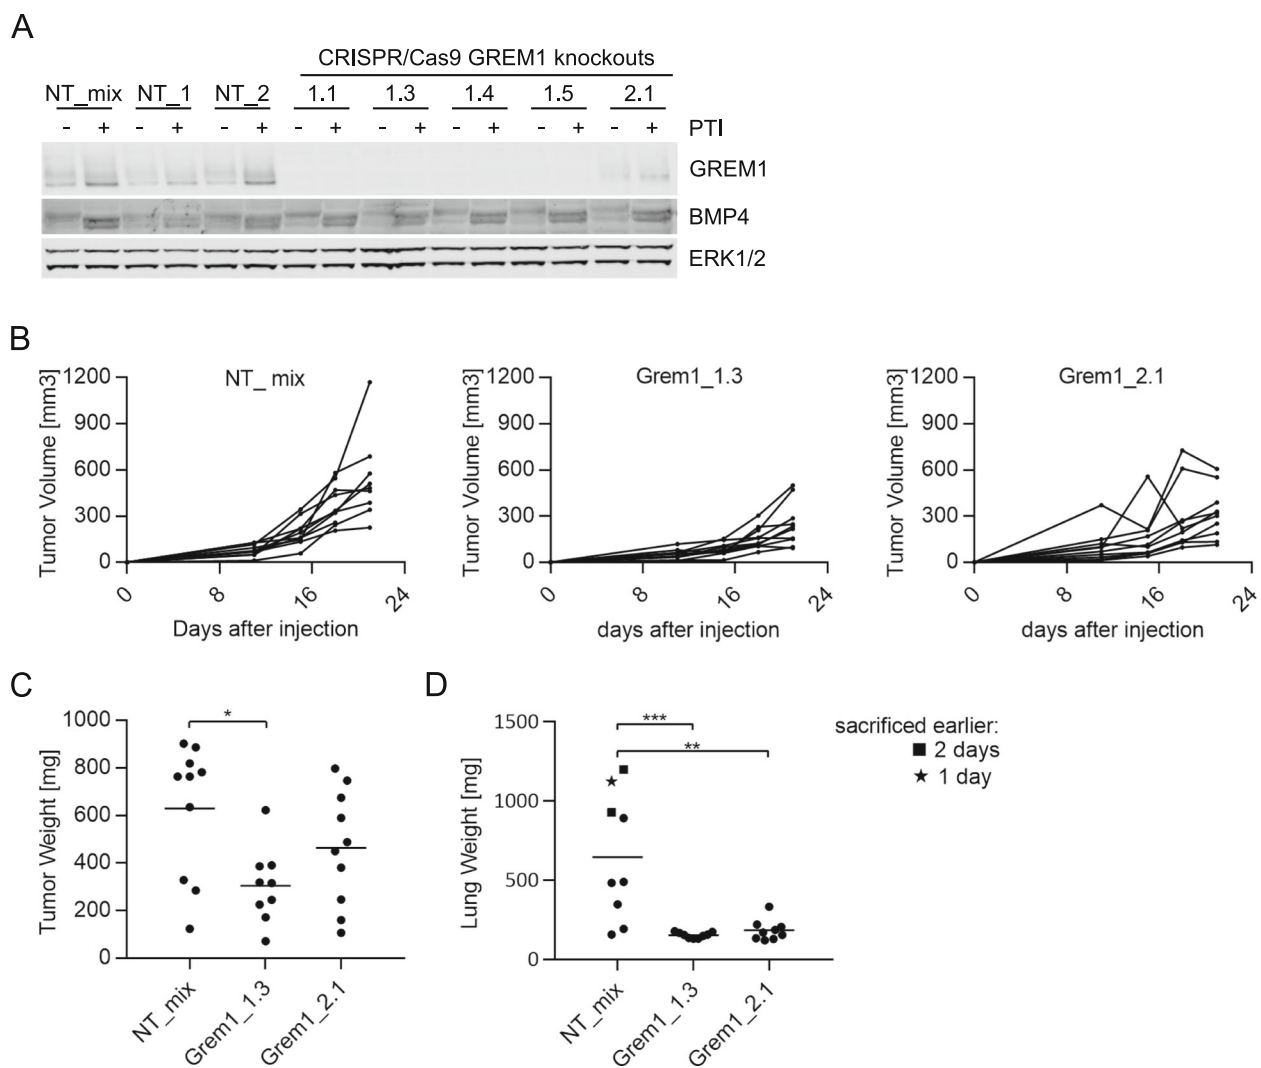 A
CRISPR/Cas9 GREM1 knockouts
NT_mix NT_1 NT_2 1.1 1.3 1.4 1.5 2.1
- + - + - + - + - + - + - + - + PTI
GREM1
BMP4
ERK1/2
B
NT_ mix
Tumor Volume [mm3]
1200
900
600
300
0
0 8 16 24
Days after injection
Grem1_1.3
Tumor Volume [mm3]
1200
900
600
300
0
0 8 16 24
days after injection
Grem1_2.1
Tumor Volume [mm3]
1200
900
600
300
0
0 8 16 24
days after injection
C
Tumor Weight [mg]
1000
800
600
400
200
0
*
NT_mix Grem1_1.3 Grem1_2.1
D
Lung Weight [mg]
1500
1000
500
0
***
**
NT_mix Grem1_1.3 Grem1_2.1
sacrificed earlier:
■ 2 days
★ 1 day